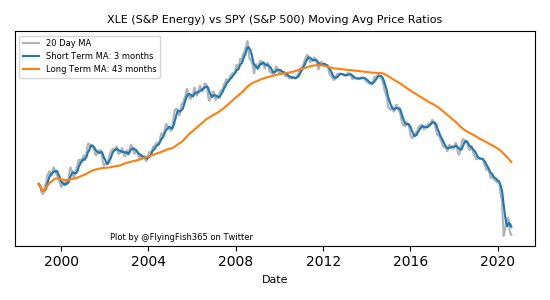 XLE (S&P Energy) vs SPY (S&P 500) Moving Avg Price Ratios
20 Day MA
Short Term MA: 3 months
Long Term MA: 43 months
Plot by @FlyingFish365 on Twitter
2000 2004 2008 2012 2016 2020
Date